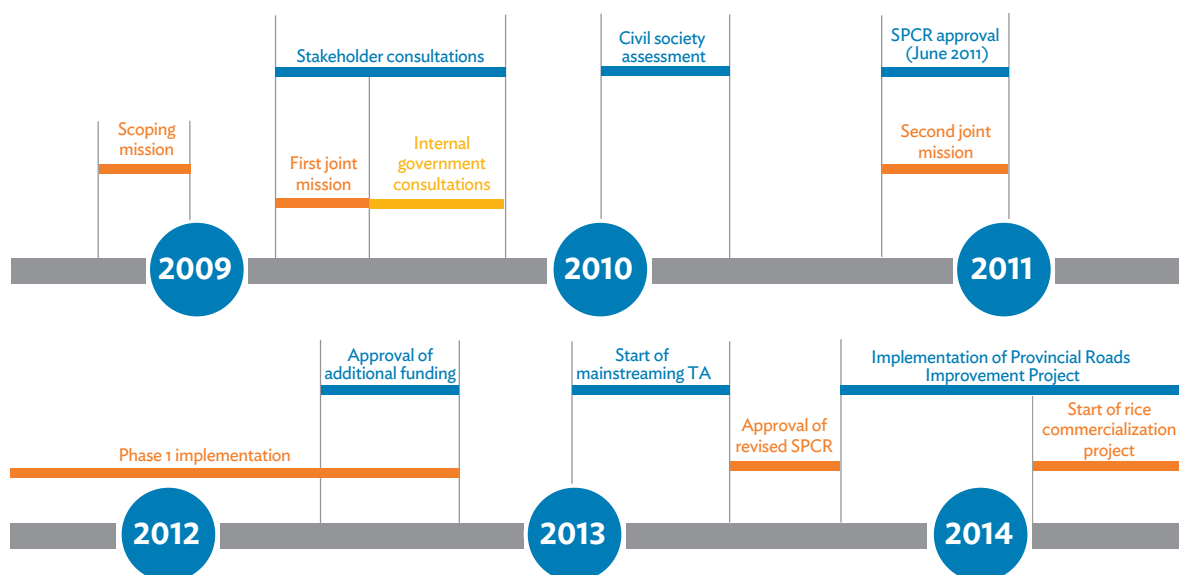 Stakeholder consultations
Civil society
assessment
SPCR approval
(June 2011)
Scoping
mission
First joint
mission
Internal
government
consultations
Second joint
mission
2009
2010
2011
Approval of
additional funding
Start of
mainstreaming TA
Implementation of Provincial Roads
Improvement Project
Phase 1 implementation
Approval of
revised SPCR
Start of rice
commercialization
project
2012
2013
2014